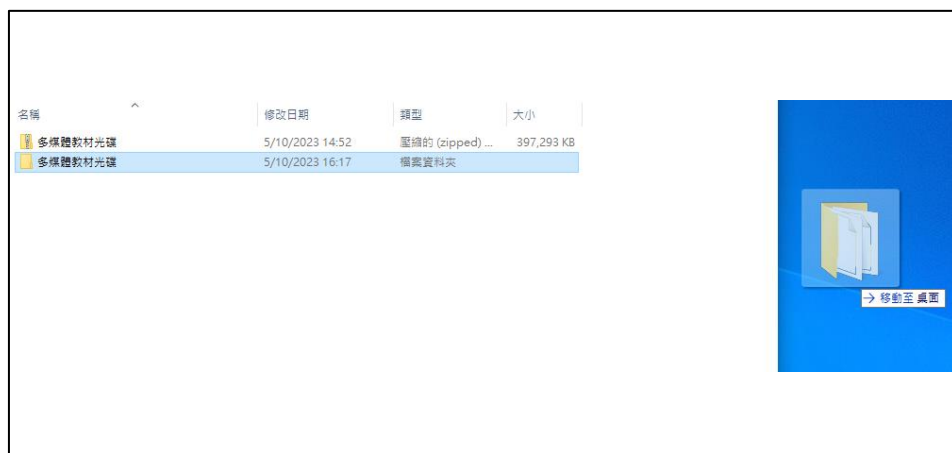 名稱 修改日期 類型 大小
多媒體教材光碟 5/10/2023 14:52 壓縮的 (zipped) ... 397,293 KB
多媒體教材光碟 5/10/2023 16:17 檔案資料夾
→ 移動至 桌面